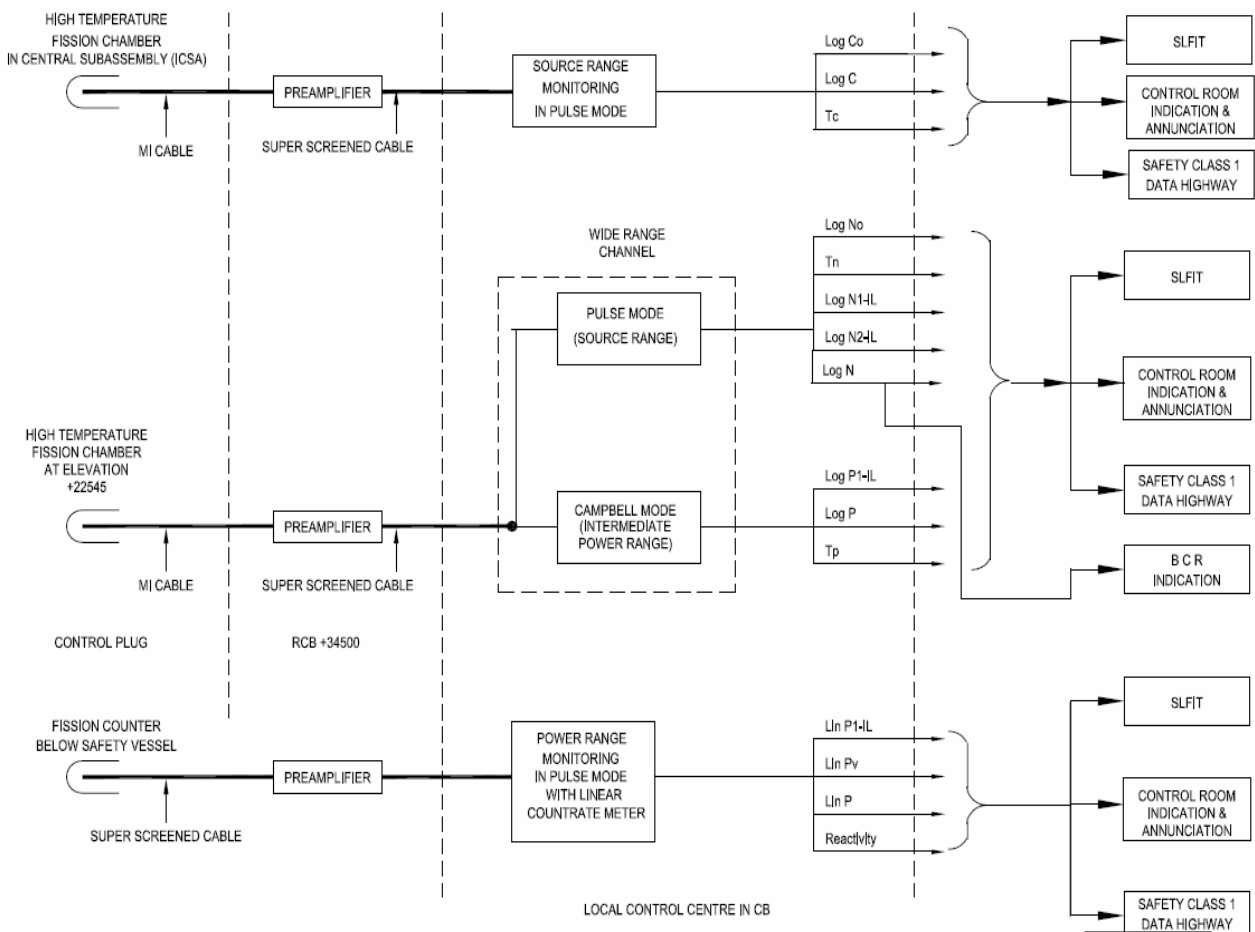 HIGH TEMPERATURE
FISSION CHAMBER
IN CENTRAL SUBASSEMBLY (ICSA)
MI CABLE
PREAMPLIFIER
SUPER SCREENED CABLE
SOURCE RANGE
MONITORING
IN PULSE MODE
Log Co
Log C
Tc
SLFIT
CONTROL ROOM
INDICATION &
ANNUNCIATION
SAFETY CLASS 1
DATA HIGHWAY
HIGH TEMPERATURE
FISSION CHAMBER
AT ELEVATION
+22545
MI CABLE
PREAMPLIFIER
SUPER SCREENED CABLE
WIDE RANGE
CHANNEL
PULSE MODE
(SOURCE RANGE)
CAMPBELL MODE
(INTERMEDIATE
POWER RANGE)
Log No
Tn
Log N1-IL
Log N2-IL
Log N
Log P1-IL
Log P
Tp
SLFIT
CONTROL ROOM
INDICATION &
ANNUNCIATION
SAFETY CLASS 1
DATA HIGHWAY
B C R
INDICATION
CONTROL PLUG
RCB +34500
FISSION COUNTER
BELOW SAFETY VESSEL
SUPER SCREENED CABLE
PREAMPLIFIER
POWER RANGE
MONITORING
IN PULSE MODE
WITH LINEAR
COUNTRATE METER
Lin P1-IL
Lin Pv
Lin P
Reactivity
SLFIT
CONTROL ROOM
INDICATION &
ANNUNCIATION
SAFETY CLASS 1
DATA HIGHWAY
LOCAL CONTROL CENTRE IN CB